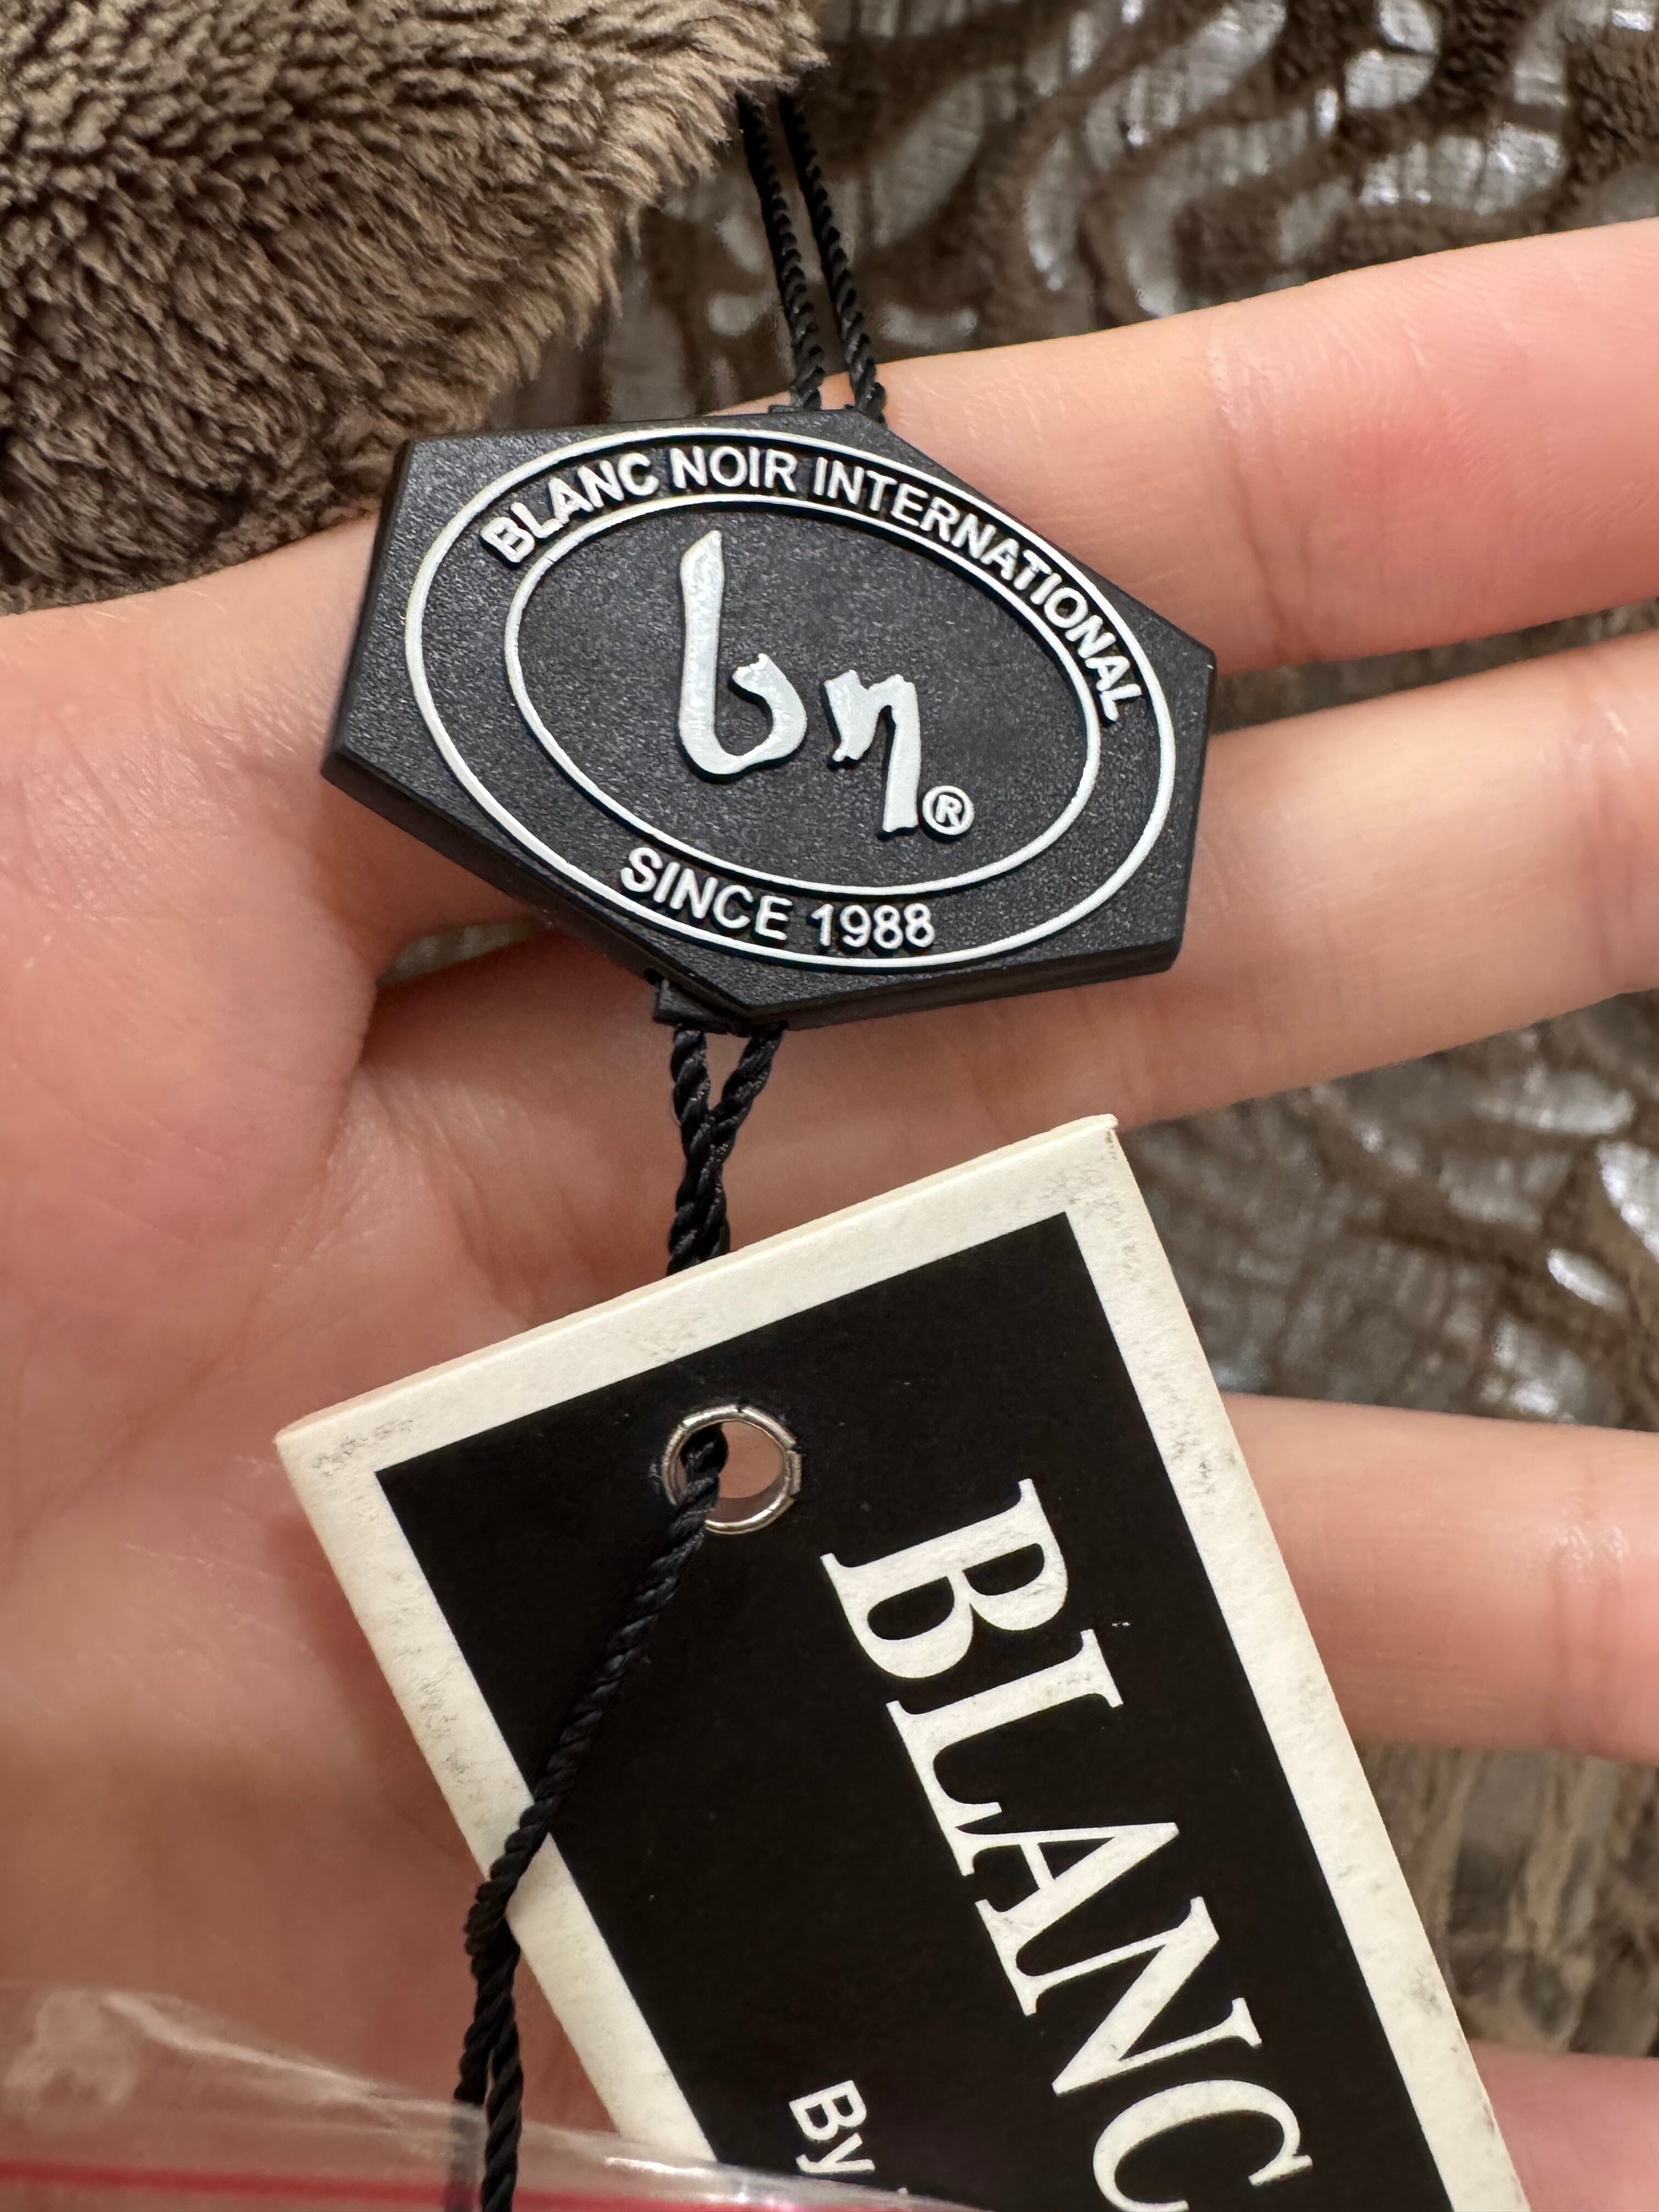 BLANC NOIR INTERNATIONAL
bn®
SINCE 1988
BLANC
By